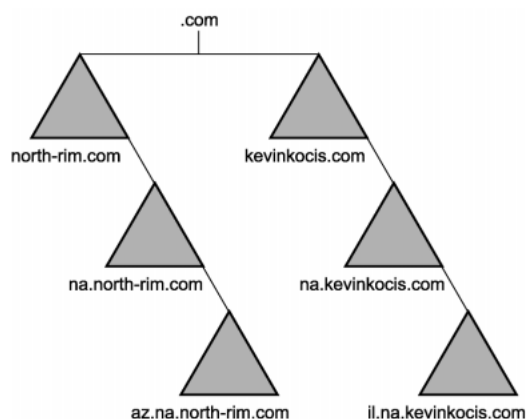 .com
north-rim.com
kevinkocis.com
na.north-rim.com
na.kevinkocis.com
az.na.north-rim.com
il.na.kevinkocis.com